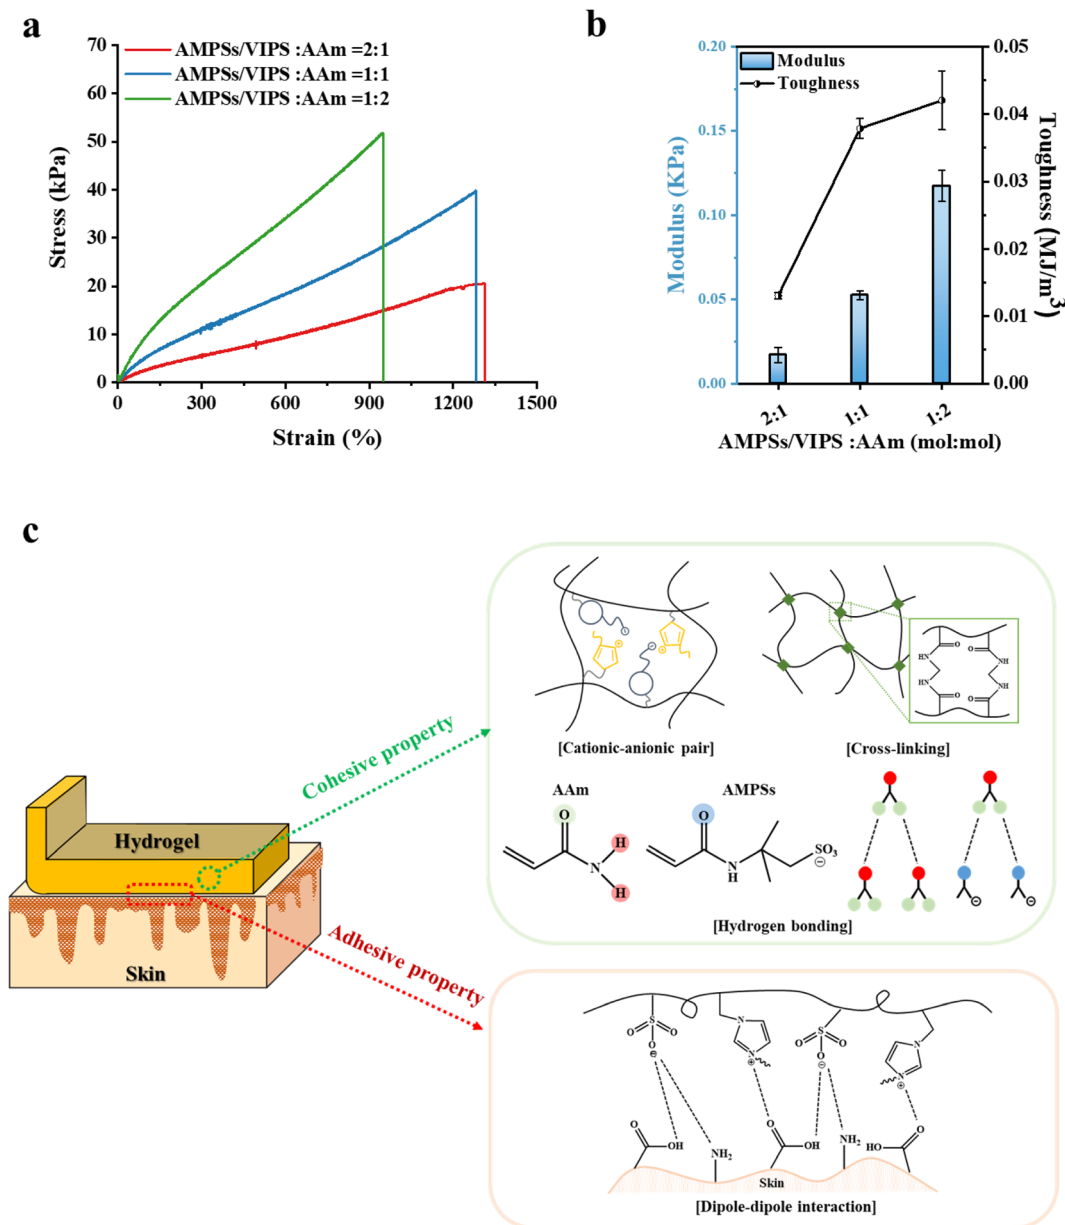 a
70
60
50
40
30
20
10
0
Stress (kPa)
AMPSs/VIPS :AAm =2:1
AMPSs/VIPS :AAm =1:1
AMPSs/VIPS :AAm =1:2
0 300 600 900 1200 1500
Strain (%)
b
0.20
0.15
0.10
0.05
0.00
Modulus (KPa)
Modulus
Toughness
0.05
0.04
0.03
0.02
0.01
0.00
Toughness (MJ/m3)
2:1 1:1 1:2
AMPSs/VIPS :AAm (mol:mol)
c
Hydrogel
Skin
Cohesive property
Adhesive property
[Cationic-anionic pair]
HN O O NH
HN O O NH
[Cross-linking]
AAm
O
N
H
H
AMPSs
O
N
H
SO3
⊖
[Hydrogen bonding]
O S O
O
⊖
N
N
⊕
O S O
O
⊖
N
N
⊕
O
OH
NH2
O
OH
NH2
HO
O
Skin
[Dipole-dipole interaction]